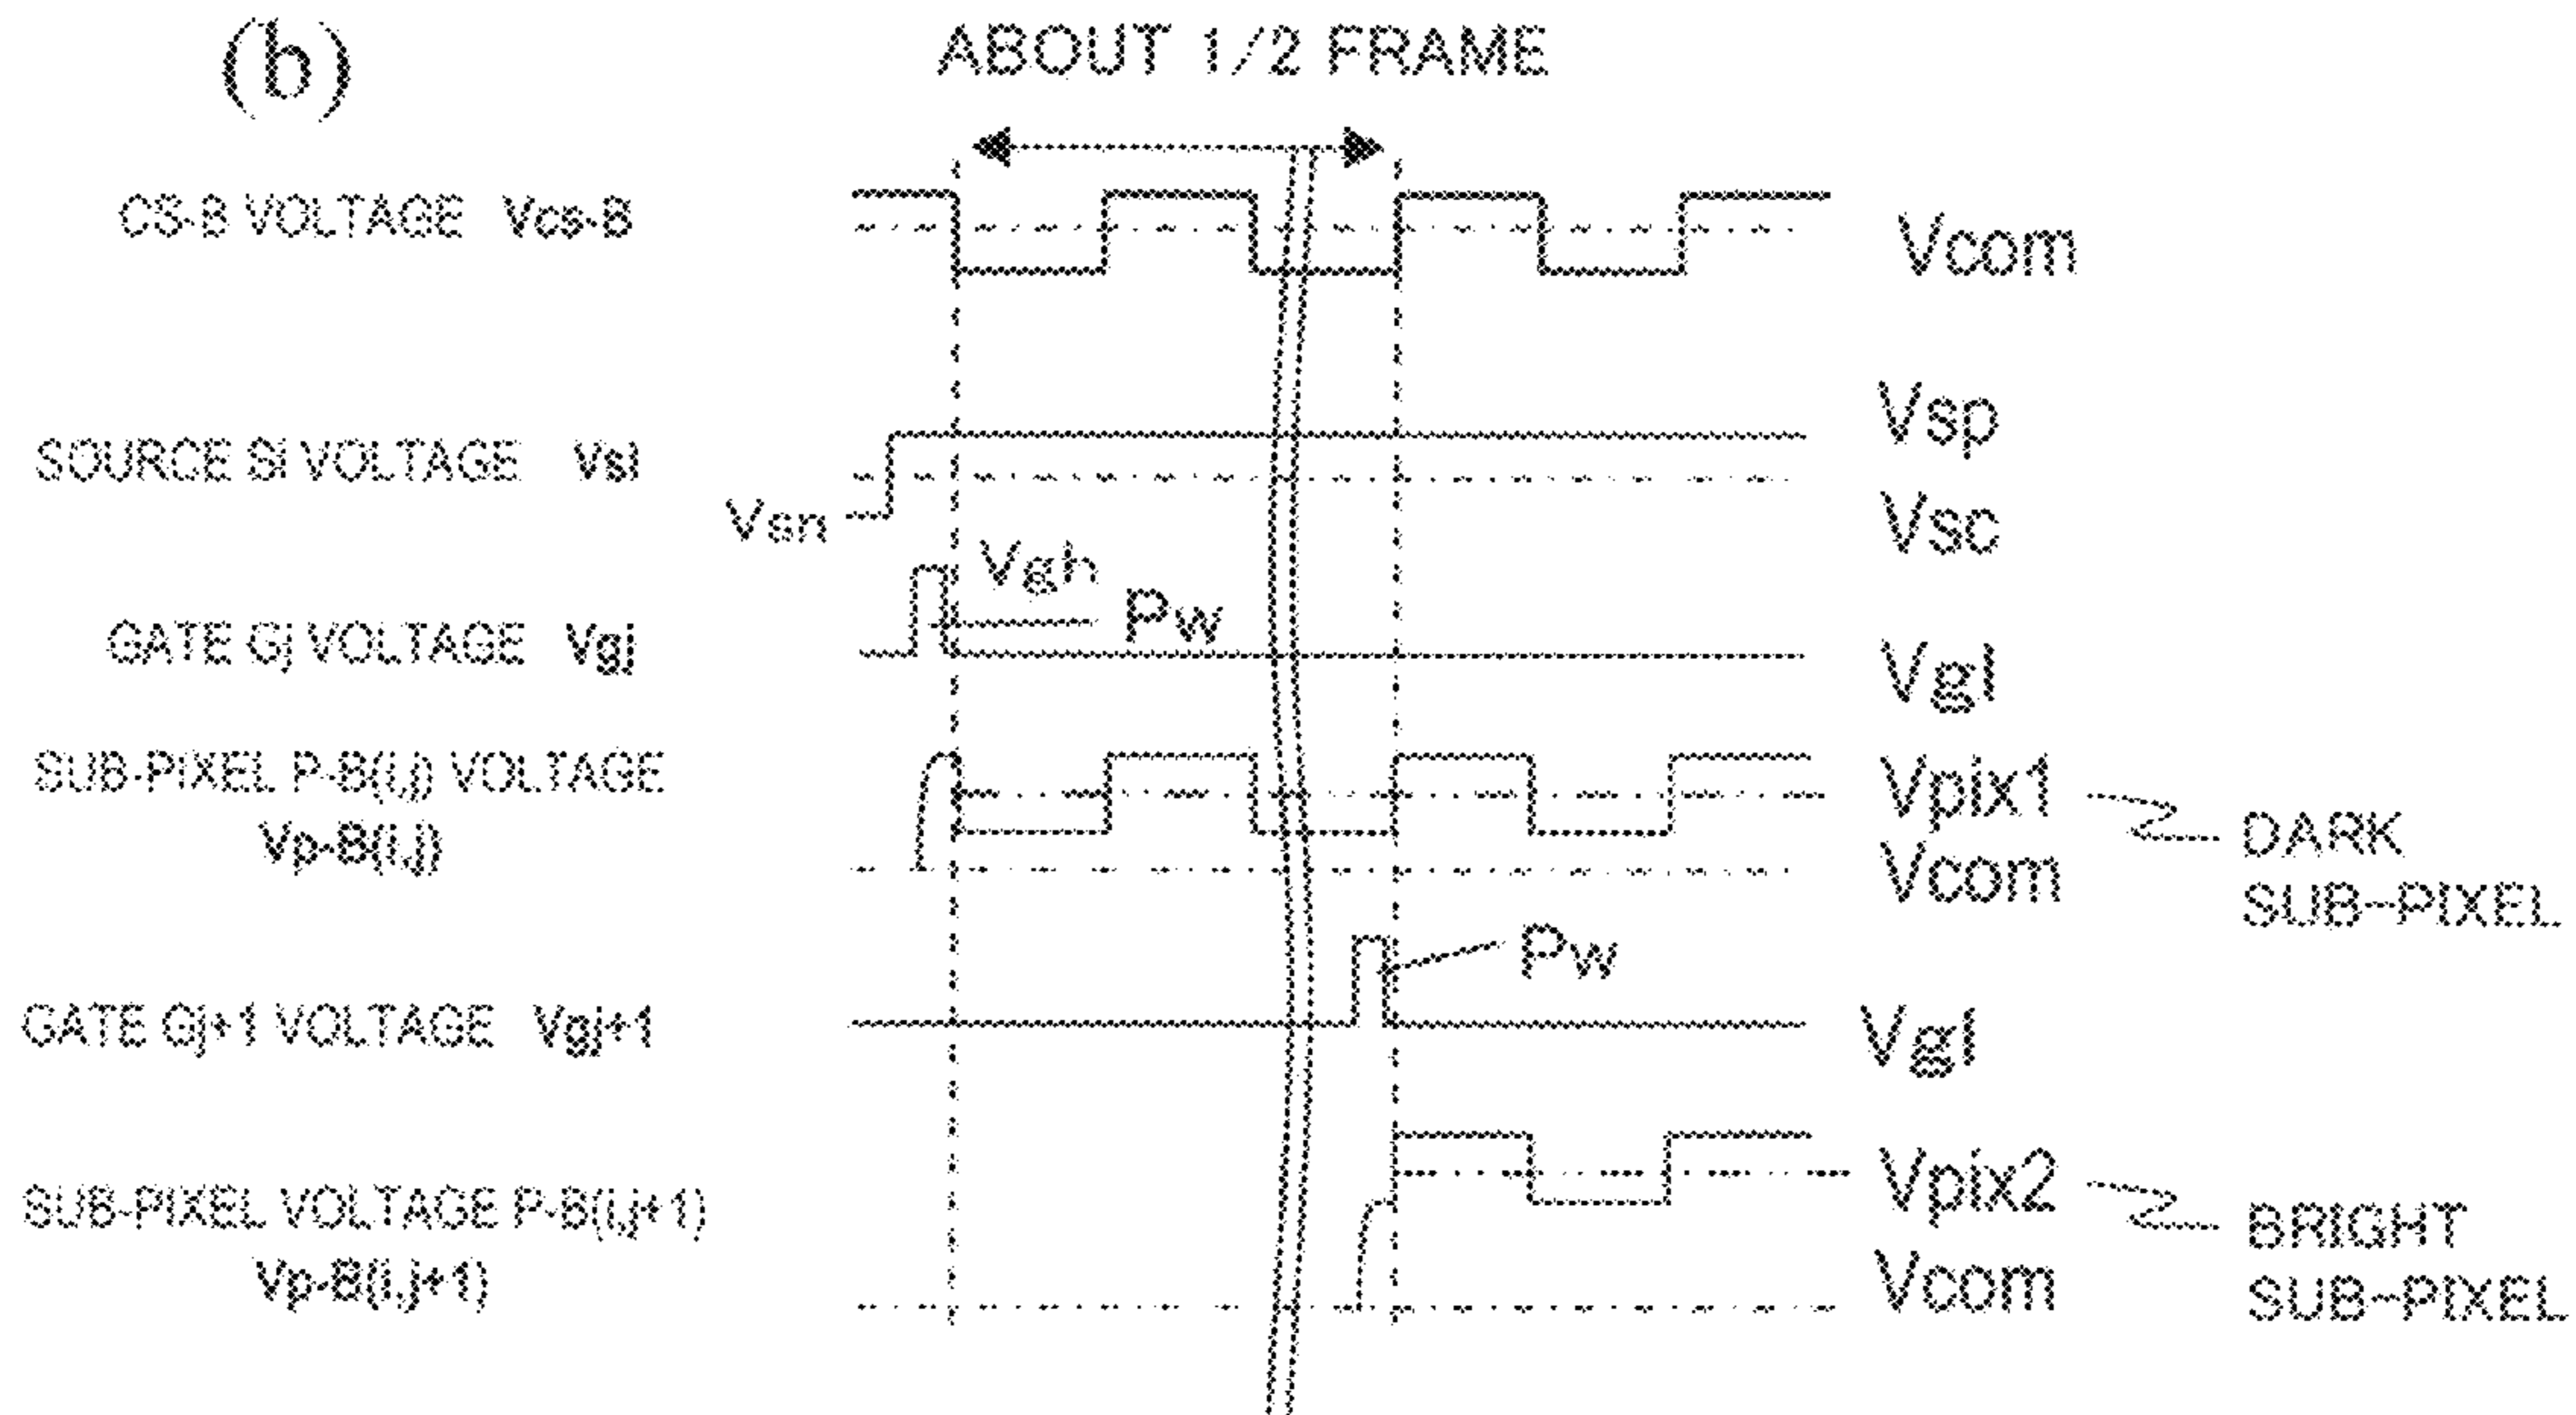 (b)
ABOUT 1/2 FRAME
CS-B VOLTAGE Vcs-B
Vcom
Vsp
SOURCE Si VOLTAGE Vsi
Vsn
Vsc
Vgh
Pw
GATE Gj VOLTAGE Vgj
Vgl
SUB-PIXEL P-B(i,j) VOLTAGE
Vp-B(i,j)
Vpix1
Vcom
DARK
SUB-PIXEL
Pw
GATE Gj+1 VOLTAGE Vgj+1
Vgl
SUB-PIXEL VOLTAGE P-B(i,j+1)
Vp-B(i,j+1)
Vpix2
Vcom
BRIGHT
SUB-PIXEL